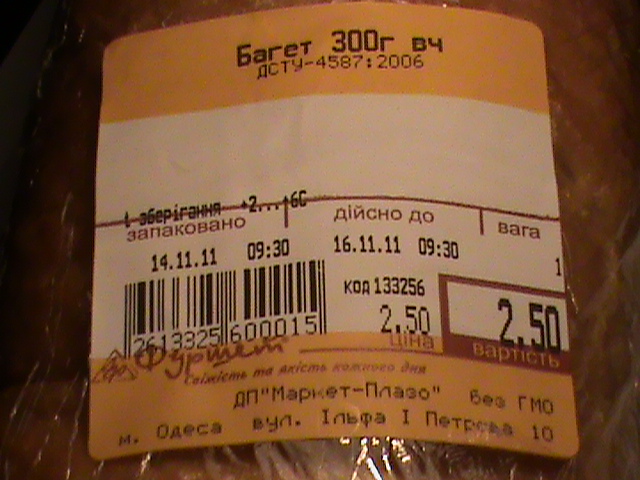 Багет 300г вч
ДСТУ-4587:2006
t зберігання +2...+6С
запаковано дійсно до вага
14.11.11 09:30 16.11.11 09:30 1
код 133256
2.50 2.50
2613325600015 ціна вартість
Фуршет
Свіжість та якість кожного дня
ДП"Маркет-Плазо" без ГМО
м. Одеса вул. Ільфа І Петрова 10